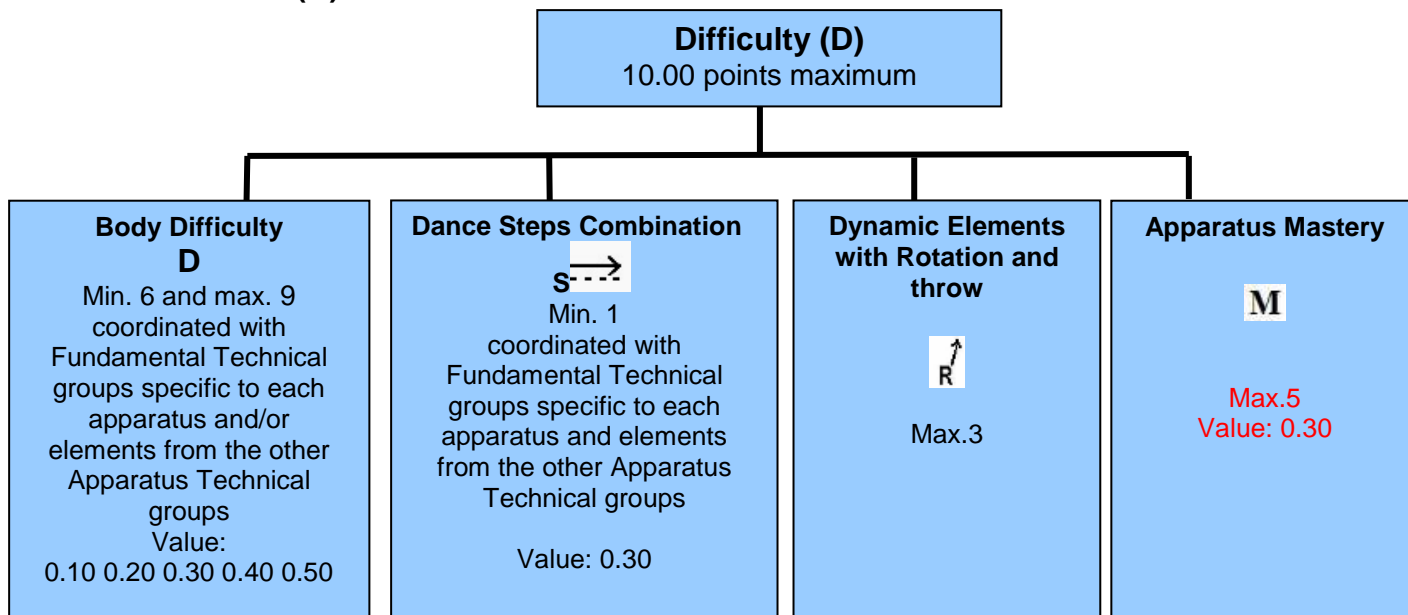 (D)
Difficulty (D)
10.00 points maximum
Body Difficulty
D
Min. 6 and max. 9
coordinated with
Fundamental Technical
groups specific to each
apparatus and/or
elements from the other
Apparatus Technical
groups
Value:
0.10 0.20 0.30 0.40 0.50
Dance Steps Combination
S
Min. 1
coordinated with
Fundamental Technical
groups specific to each
apparatus and elements
from the other Apparatus
Technical groups
Value: 0.30
Dynamic Elements
with Rotation and
throw
R
Max.3
Apparatus Mastery
M
Max.5
Value: 0.30